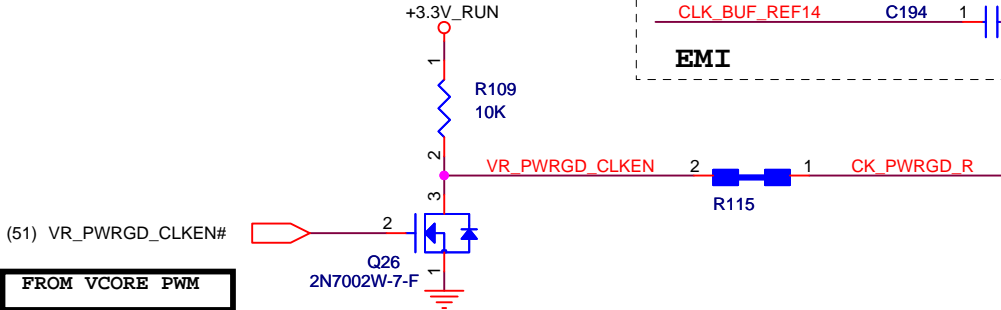 +3.3V_RUN
CLK_BUF_REF14 C194 1
EMI
1
R109
10K
2
VR_PWRGD_CLKEN 2 1 CK_PWRGD_R
R115
3
(51) VR_PWRGD_CLKEN# 2
Q26
2N7002W-7-F
1
FROM VCORE PWM